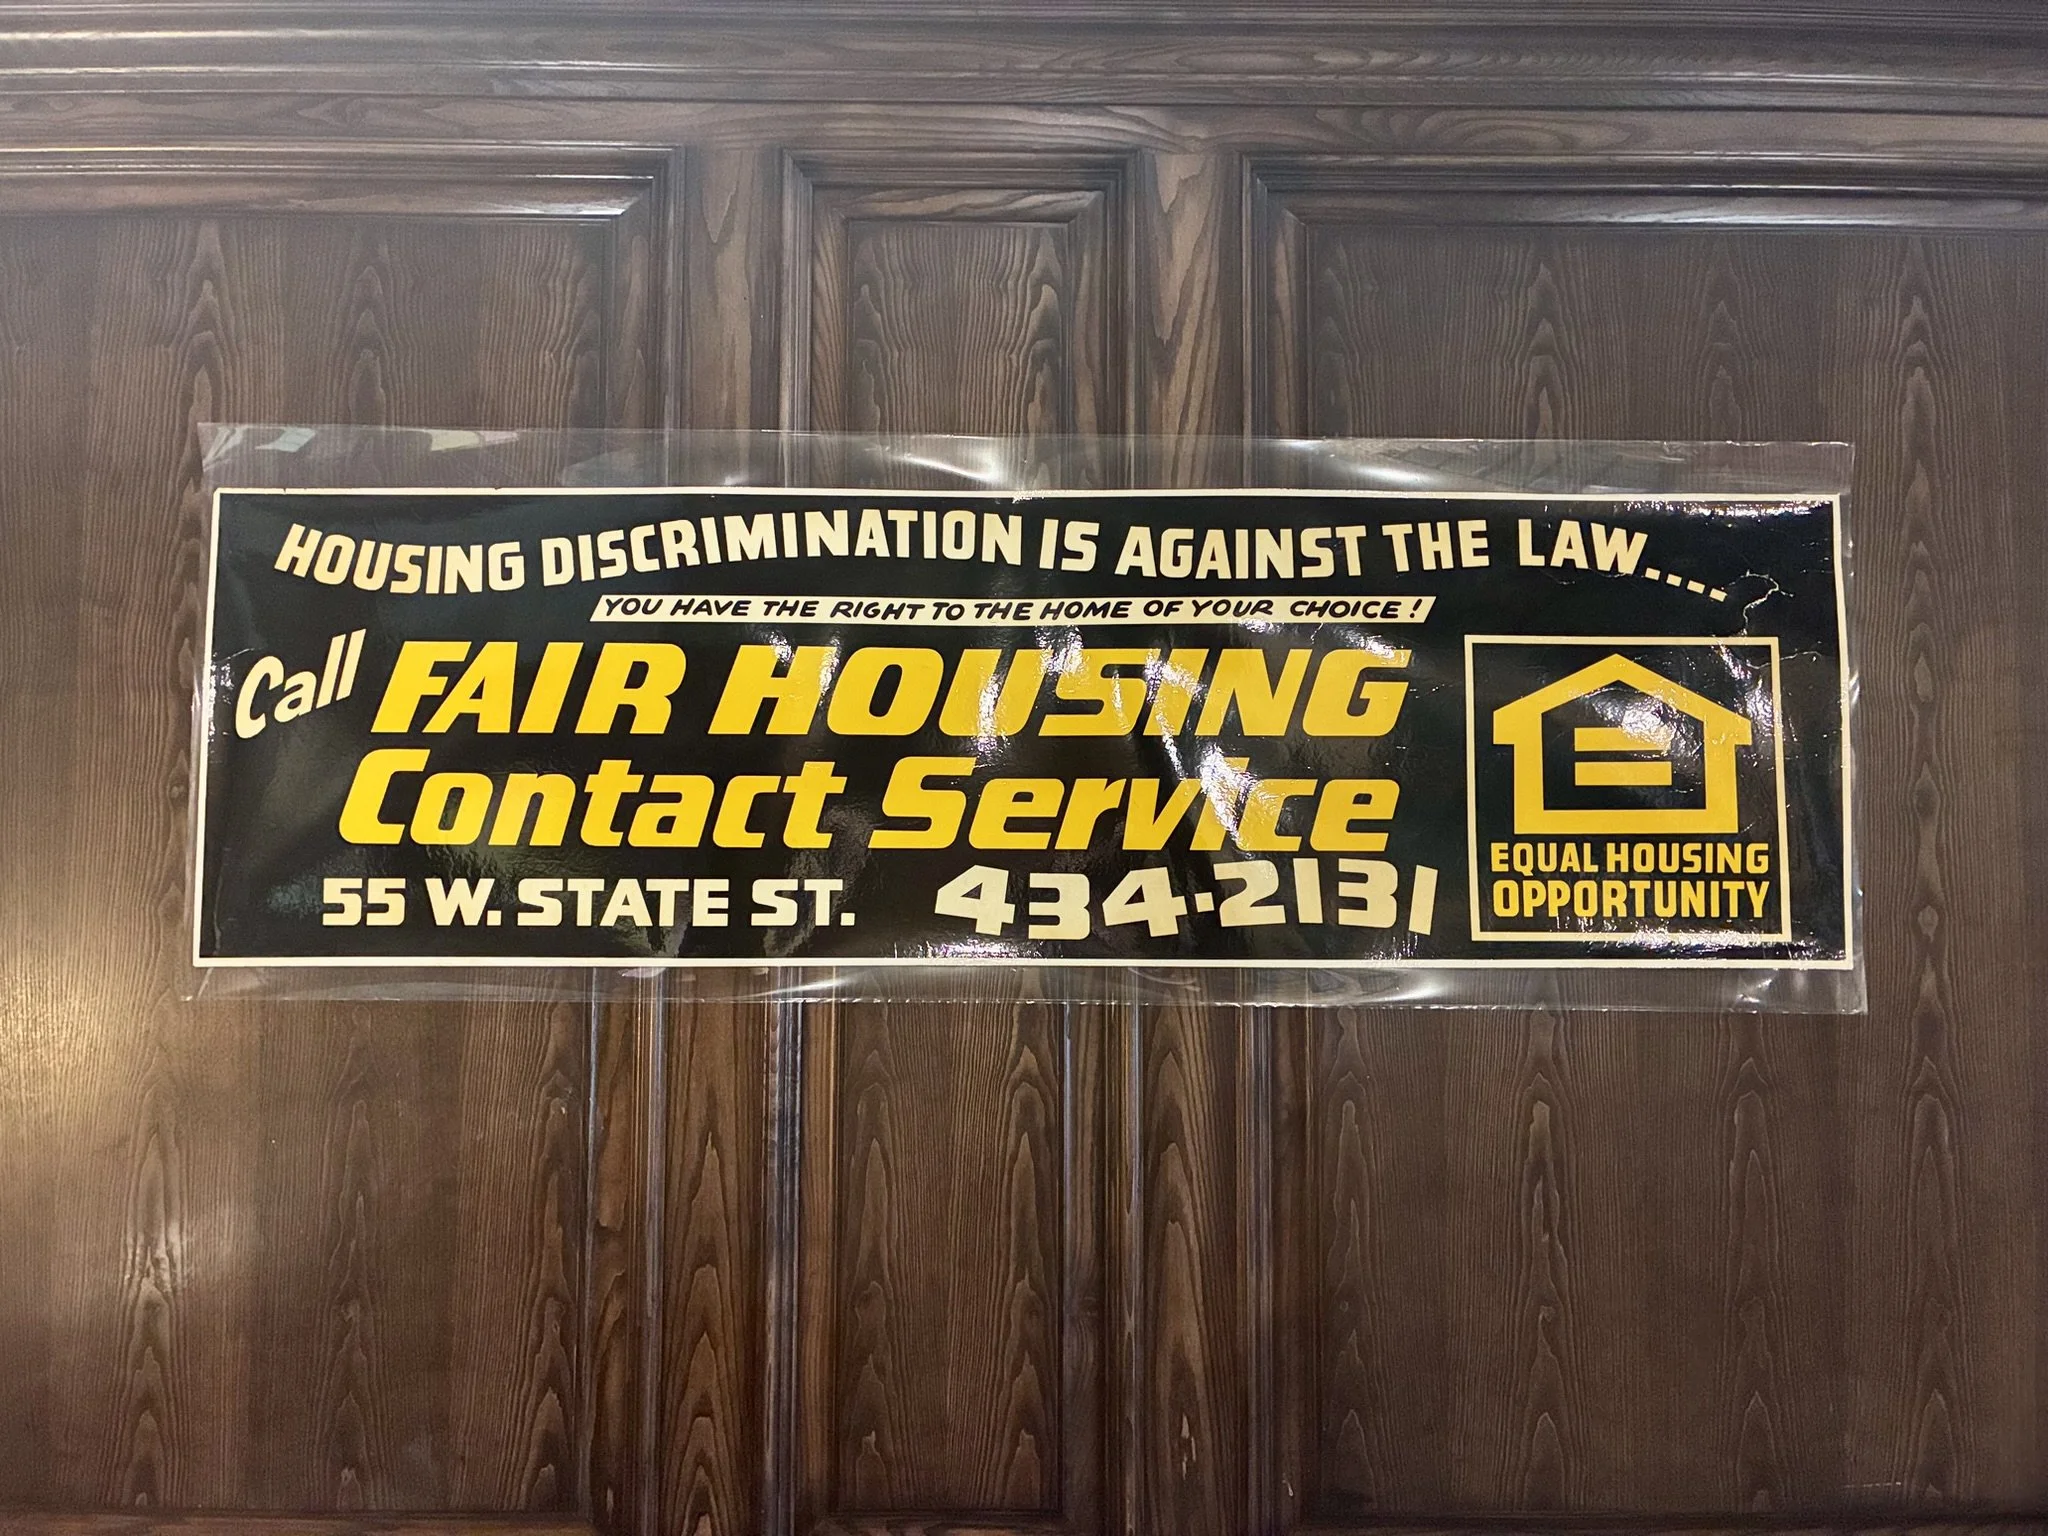 HOUSING DISCRIMINATION IS AGAINST THE LAW....
YOU HAVE THE RIGHT TO THE HOME OF YOUR CHOICE!
Call FAIR HOUSING
Contact Service
55 W. STATE ST. 434-2131
EQUAL HOUSING
OPPORTUNITY